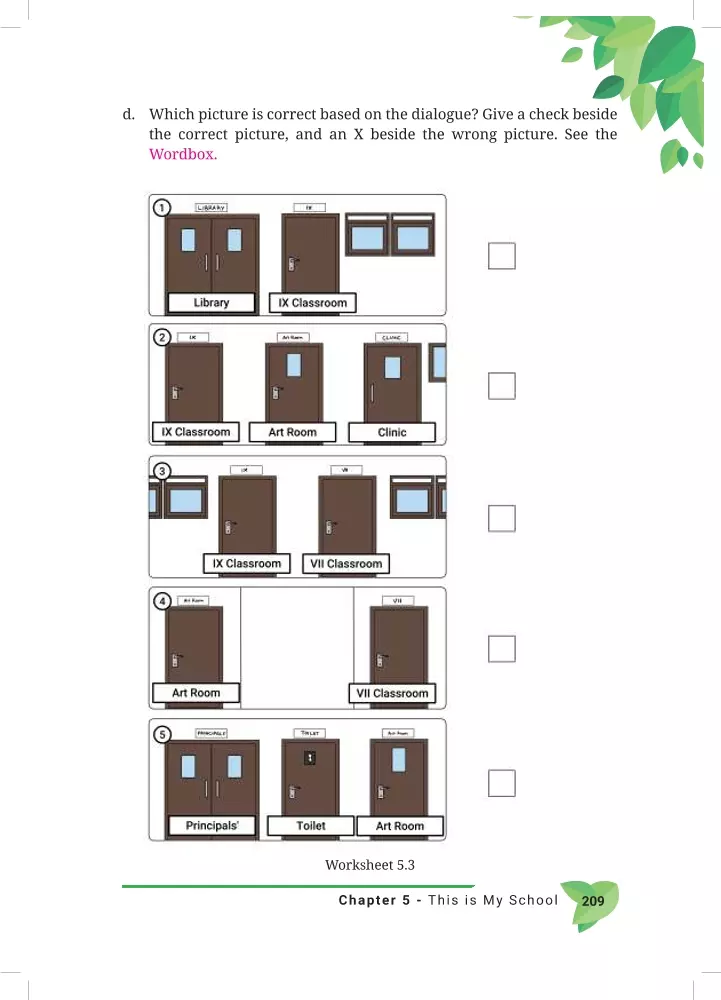 d. Which picture is correct based on the dialogue? Give a check beside
the correct picture, and an X beside the wrong picture. See the
Wordbox.
1
LIBRARY
IX
Library
IX Classroom
2
IX
Art Room
CLINIC
IX Classroom
Art Room
Clinic
3
IX
VII
IX Classroom
VII Classroom
4
Art Room
VII
Art Room
VII Classroom
5
PRINCIPALS'
TOILET
Art Room
Principals'
Toilet
Art Room
Worksheet 5.3
Chapter 5 - This is My School 209